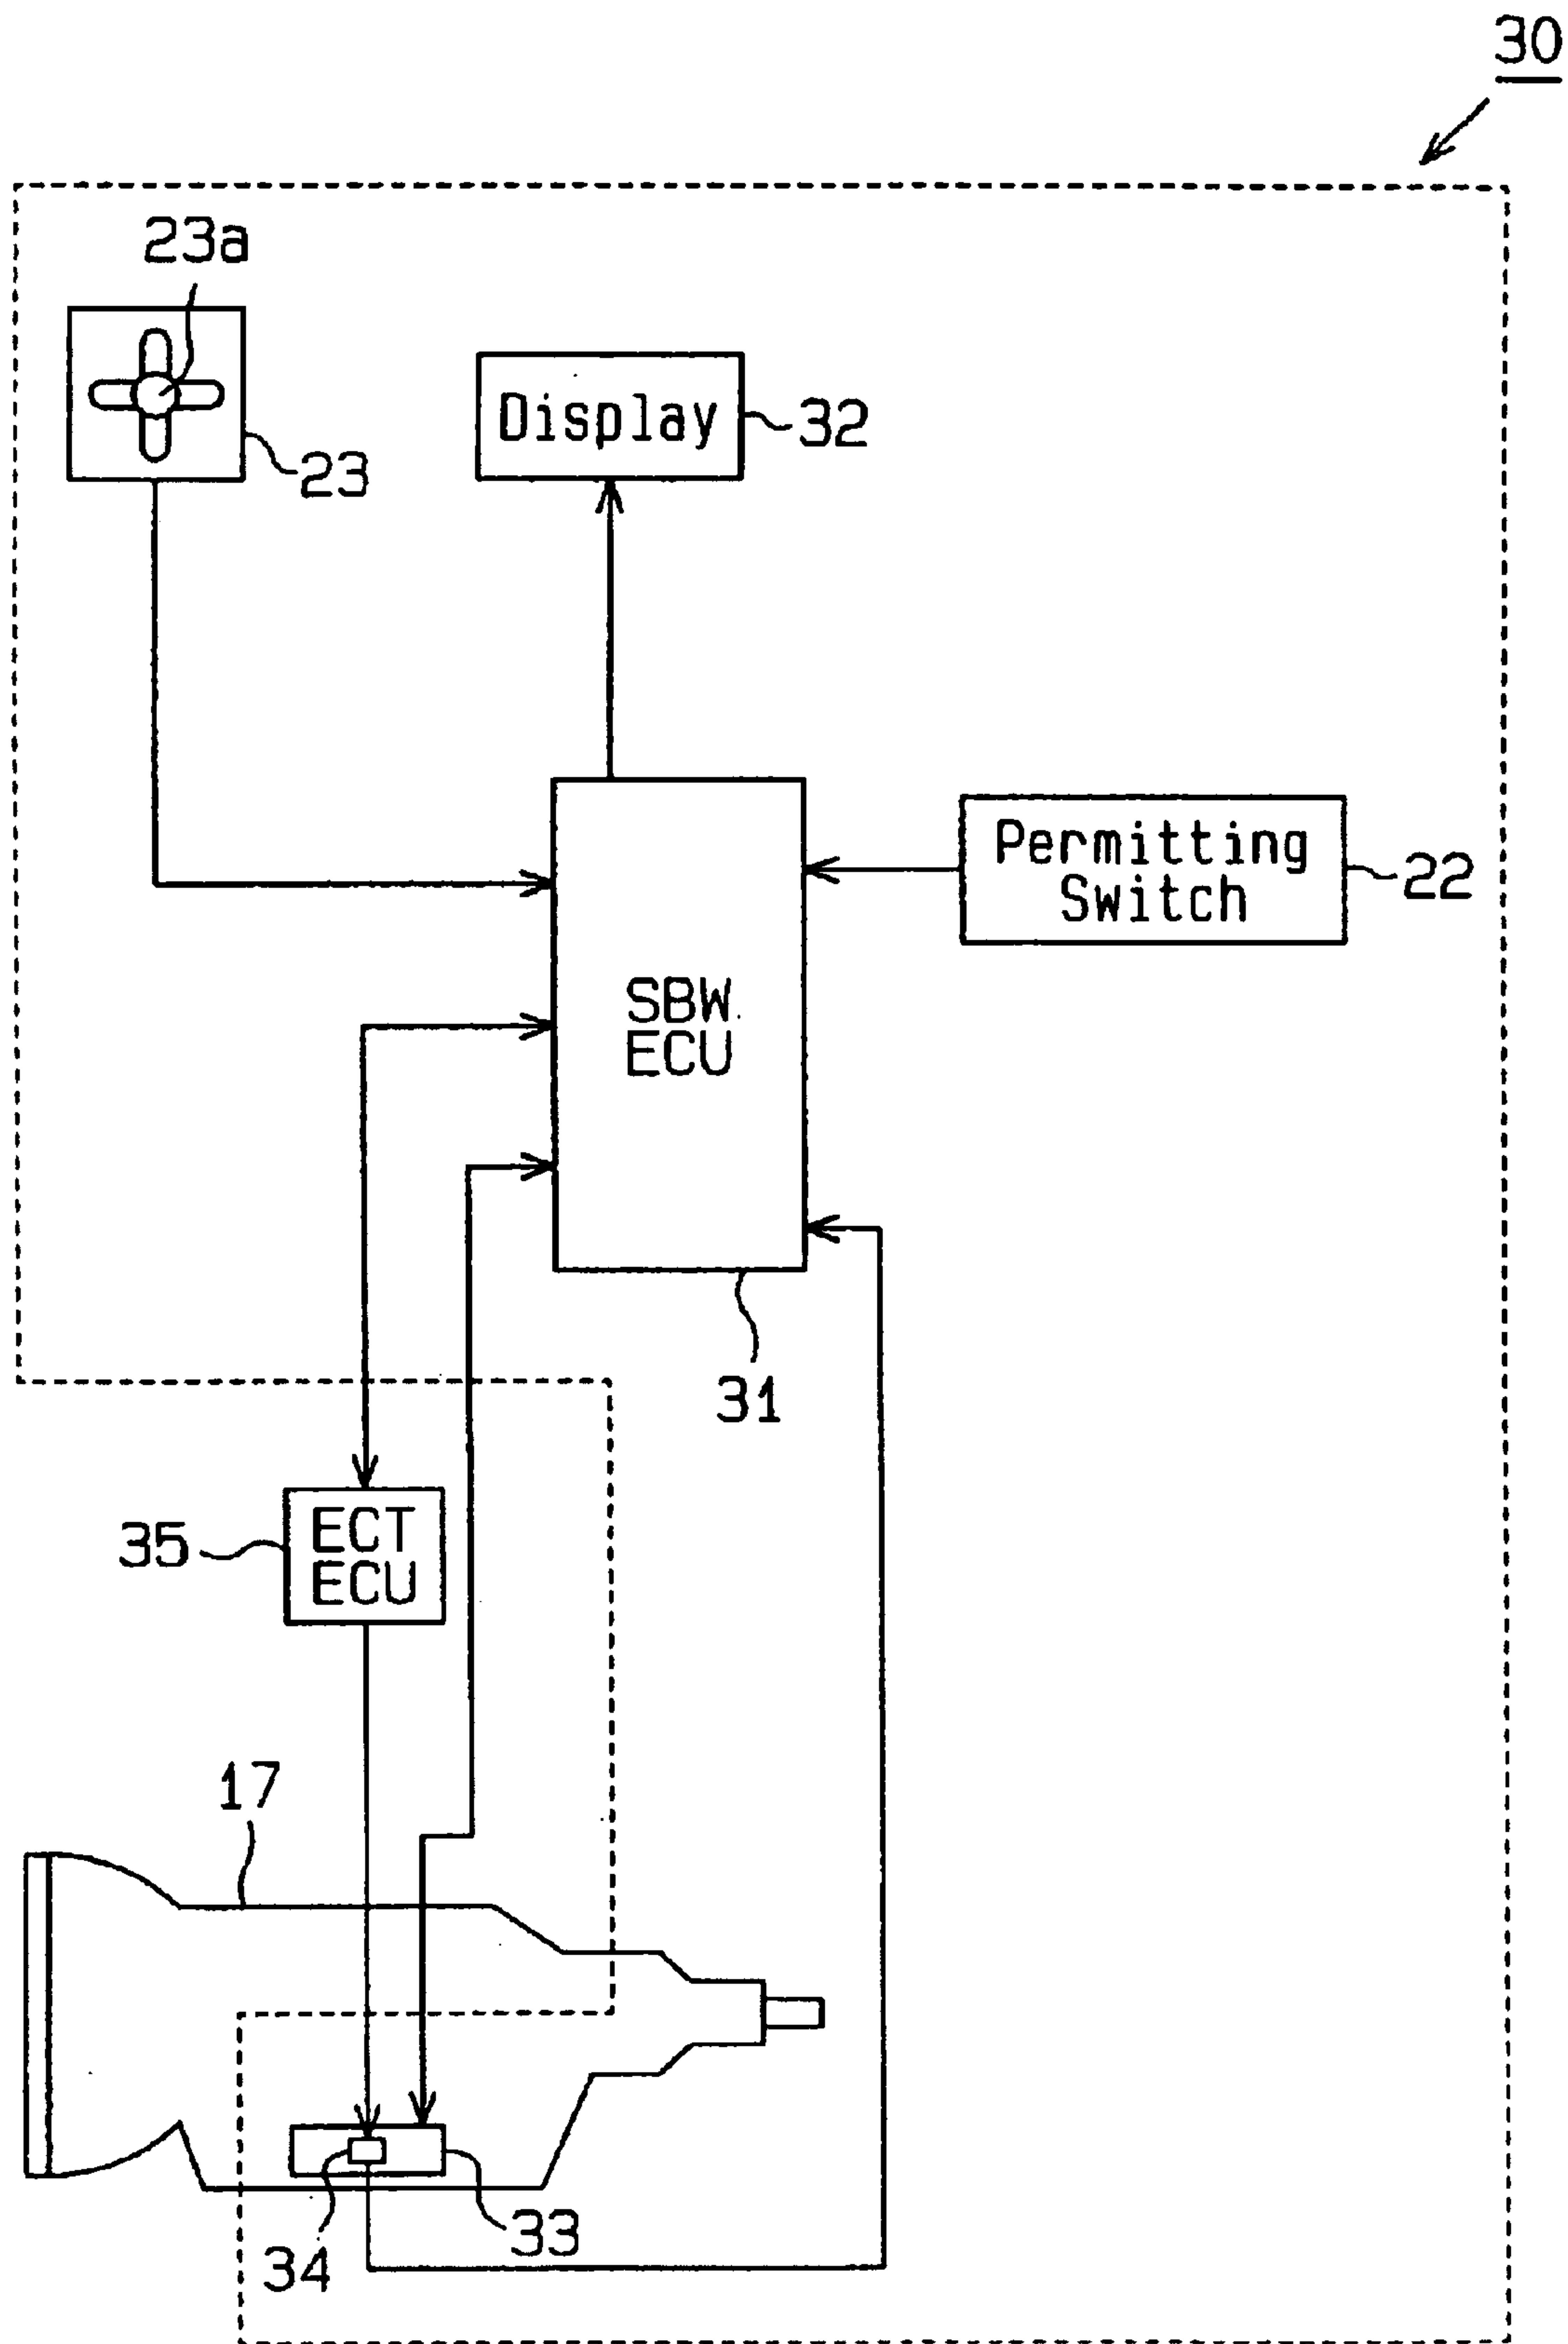 30
23a
23
Display
32
Permitting
Switch
22
SBW
ECU
31
ECT
ECU
35
17
33
34